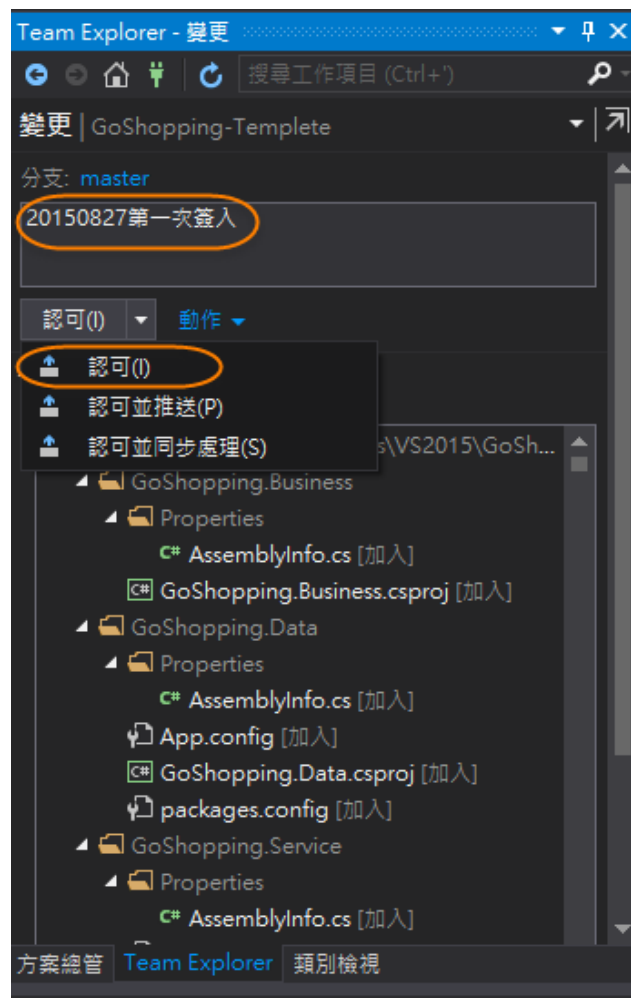 Team Explorer - 變更
搜尋工作項目 (Ctrl+')
變更 | GoShopping-Templete
分支: master
20150827第一次簽入
認可(I) 動作
認可(I)
認可並推送(P)
認可並同步處理(S)
s\VS2015\GoSh...
GoShopping.Business
Properties
C# AssemblyInfo.cs [加入]
C# GoShopping.Business.csproj [加入]
GoShopping.Data
Properties
C# AssemblyInfo.cs [加入]
App.config [加入]
C# GoShopping.Data.csproj [加入]
packages.config [加入]
GoShopping.Service
Properties
C# AssemblyInfo.cs [加入]
方案總管 Team Explorer 類別檢視